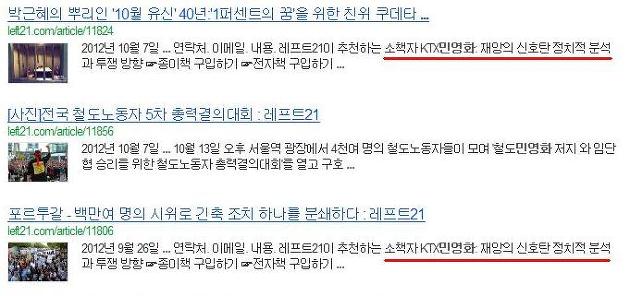 박근혜의 뿌리인 '10월 유신' 40년:'1퍼센트의 꿈'을 위한 친위 쿠데타 ...
left21.com/article/11824
2012년 10월 7일 ... 연락처. 이메일. 내용. 레프트21이 추천하는 소책자 KTX민영화: 재앙의 신호탄 정치적 분석
과 투쟁 방향 ☞종이책 구입하기 ☞전자책 구입하기 ...
[사진]전국 철도노동자 5차 총력결의대회 : 레프트21
left21.com/article/11856
2012년 10월 7일 ... 10월 13일 오후 서울역 광장에서 4천여 명의 철도노동자들이 모여 '철도민영화 저지 와 임단
협 승리를 위한 철도노동자 총력결의대회'를 열고 구호 ...
포르투갈 - 백만여 명의 시위로 긴축 조치 하나를 분쇄하다 : 레프트21
left21.com/article/11806
2012년 9월 26일 ... 연락처. 이메일. 내용. 레프트21이 추천하는 소책자 KTX민영화: 재앙의 신호탄 정치적 분석
과 투쟁 방향 ☞종이책 구입하기 ☞전자책 구입하기 ...